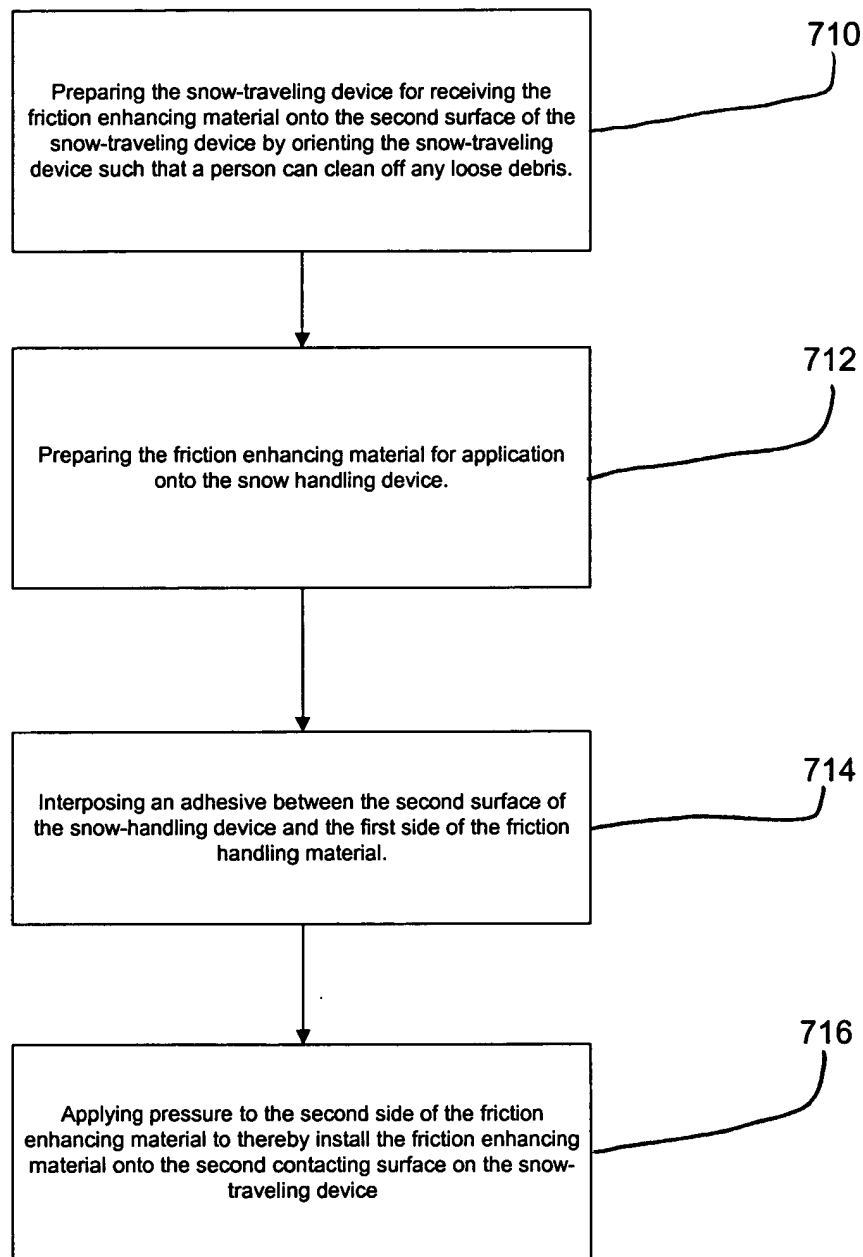 710
Preparing the snow-traveling device for receiving the
friction enhancing material onto the second surface of the
snow-traveling device by orienting the snow-traveling
device such that a person can clean off any loose debris.
712
Preparing the friction enhancing material for application
onto the snow handling device.
714
Interposing an adhesive between the second surface of
the snow-handling device and the first side of the friction
handling material.
716
Applying pressure to the second side of the friction
enhancing material to thereby install the friction enhancing
material onto the second contacting surface on the snow-
traveling device